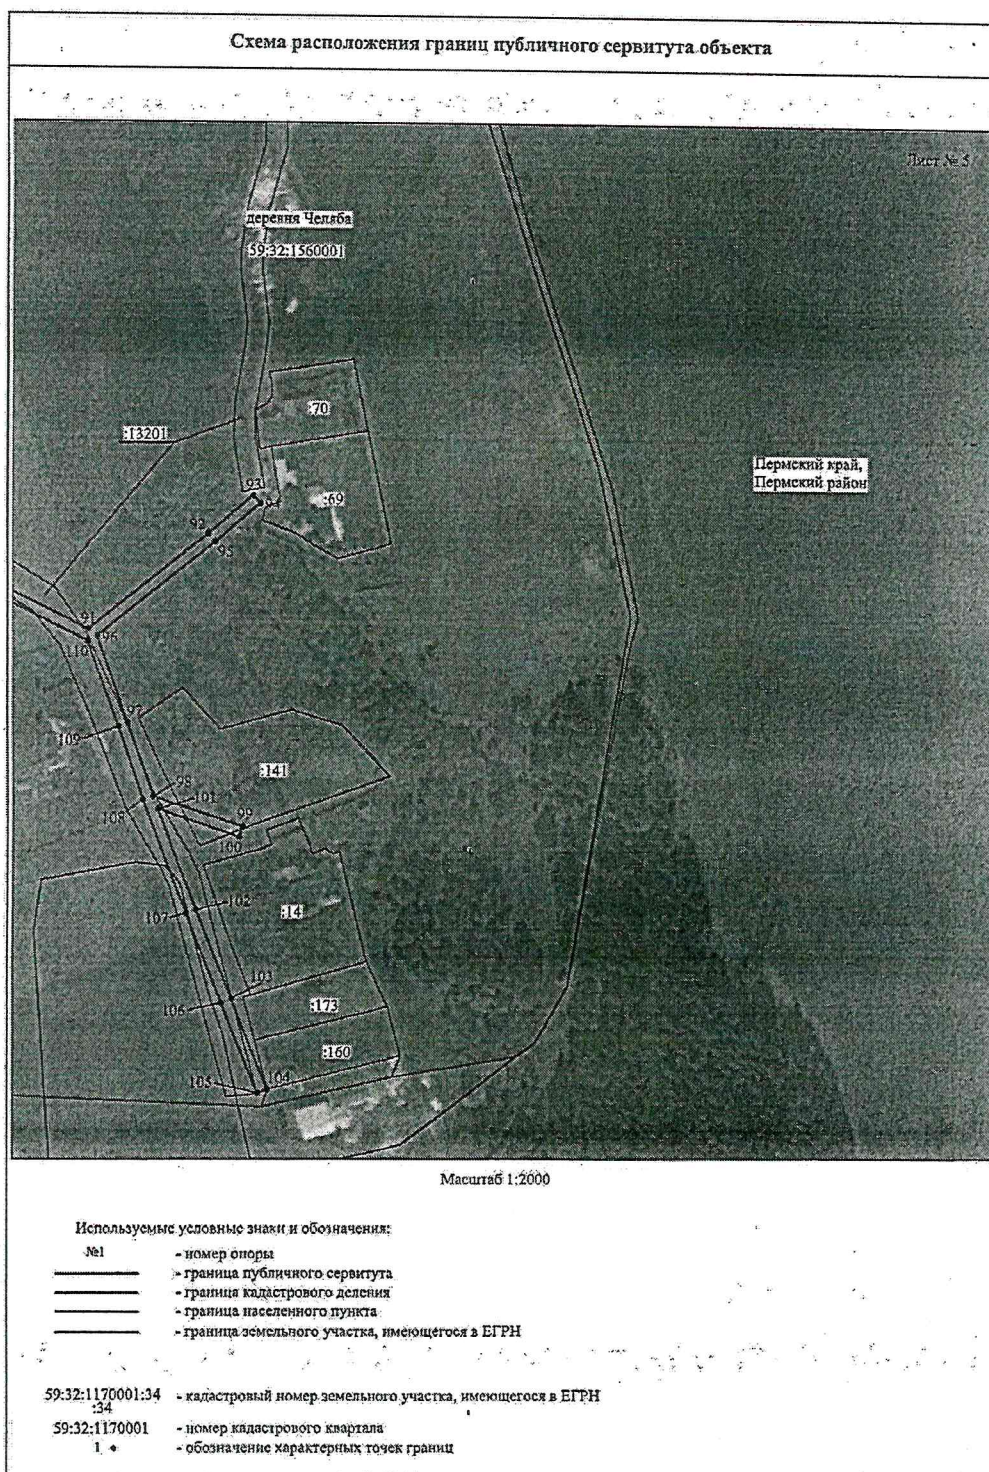 Схема расположения границ публичного сервитута объекта
Лист № 5
деревня Челяба
59:32:1560001
:70
:13201
Пермский край,
Пермский район
93
:69
94
92
95
91
96
110
97
109
:141
98
101
99
108
100
102
:14
107
103
:173
106
:160
104
105
Масштаб 1:2000
Используемые условные знаки и обозначения:
№1 - номер опоры
- граница публичного сервитута
- граница кадастрового деления
- граница населенного пункта
- граница земельного участка, имеющегося в ЕГРН
59:32:1170001:34 - кадастровый номер земельного участка, имеющегося в ЕГРН
:34
59:32:1170001 - номер кадастрового квартала
1 - обозначение характерных точек границ